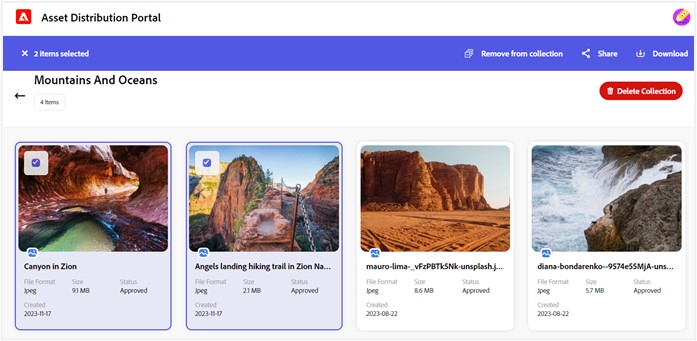 Asset Distribution Portal
2 items selected
Remove from collection
Share
Download
Mountains And Oceans
4 Items
Delete Collection
Canyon in Zion
File Format Size Status
Jpeg 9.1 MB Approved
Created
2023-11-17
Angels landing hiking trail in Zion Na...
File Format Size Status
Jpeg 2.1 MB Approved
Created
2023-11-17
mauro-lima-_vFzPBTk5Nk-unsplash.j...
File Format Size Status
Jpeg 8.6 MB Approved
Created
2023-08-22
diana-bondarenko--9574e55MjA-uns...
File Format Size Status
Jpeg 5.7 MB Approved
Created
2023-08-22